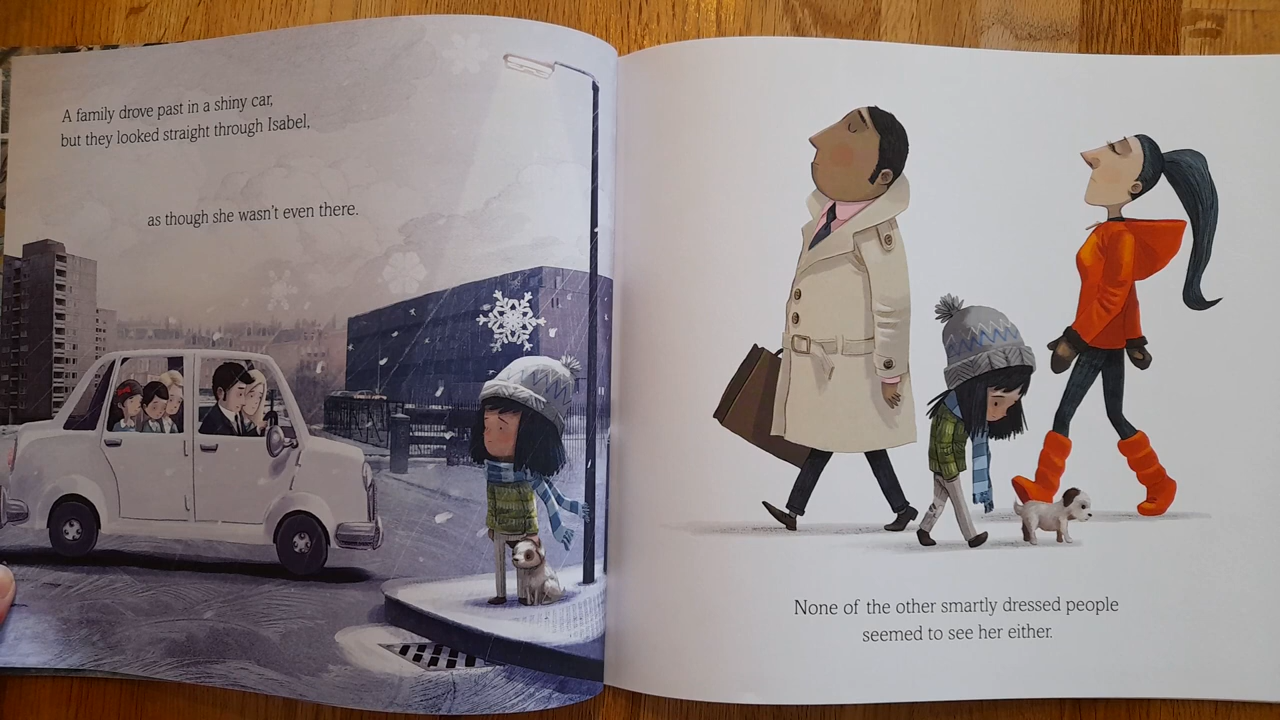 A family drove past in a shiny car,
but they looked straight through Isabel,
as though she wasn't even there.
None of the other smartly dressed people
seemed to see her either.